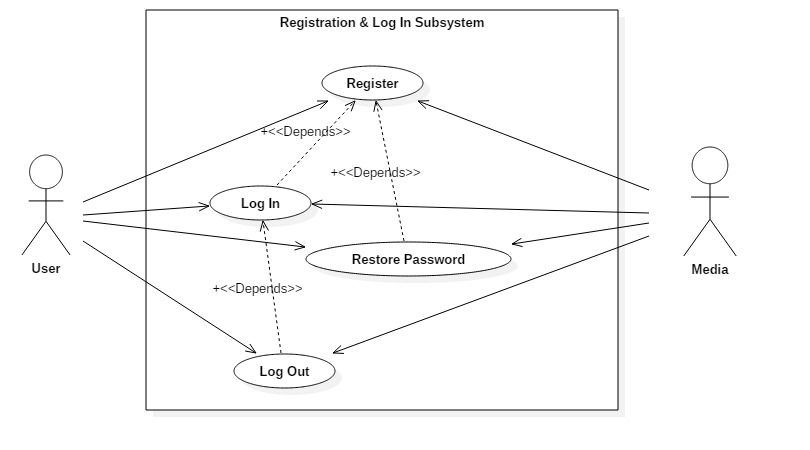 Registration & Log In Subsystem
Register
+<<Depends>>
+<<Depends>>
Log In
Restore Password
User
Media
+<<Depends>>
Log Out